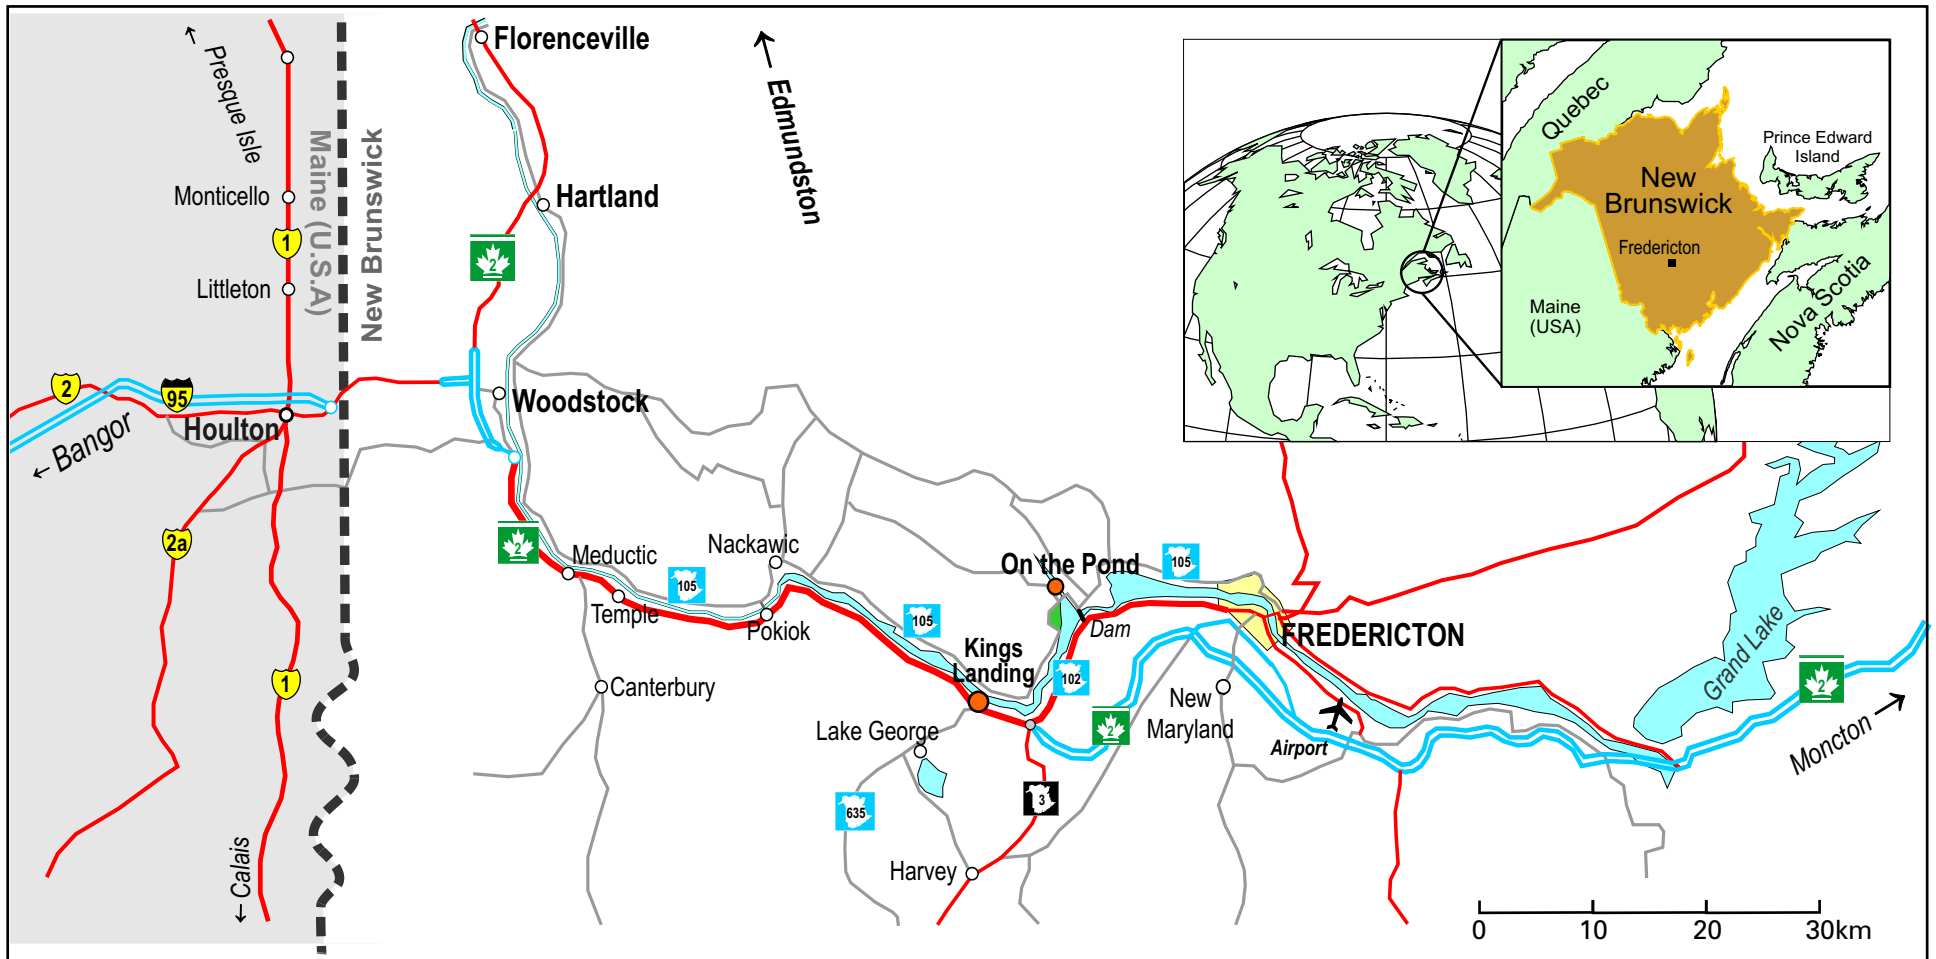 Florenceville
← Presque Isle
← Edmundston
Quebec
Prince Edward
Island
New
Brunswick
Fredericton
Maine
(USA)
Nova Scotia
Monticello
Maine (U.S.A)
New Brunswick
Hartland
1
2
Littleton
2
95
Houlton
Woodstock
← Bangor
2a
2
Meductic
Nackawic
On the Pond
105
105
Temple
Pokiok
105
Dam
FREDERICTON
Kings
Landing
102
Grand Lake
1
Canterbury
New
Maryland
2
2
Lake George
Airport
Moncton →
635
3
Harvey
← Calais
0
10
20
30km